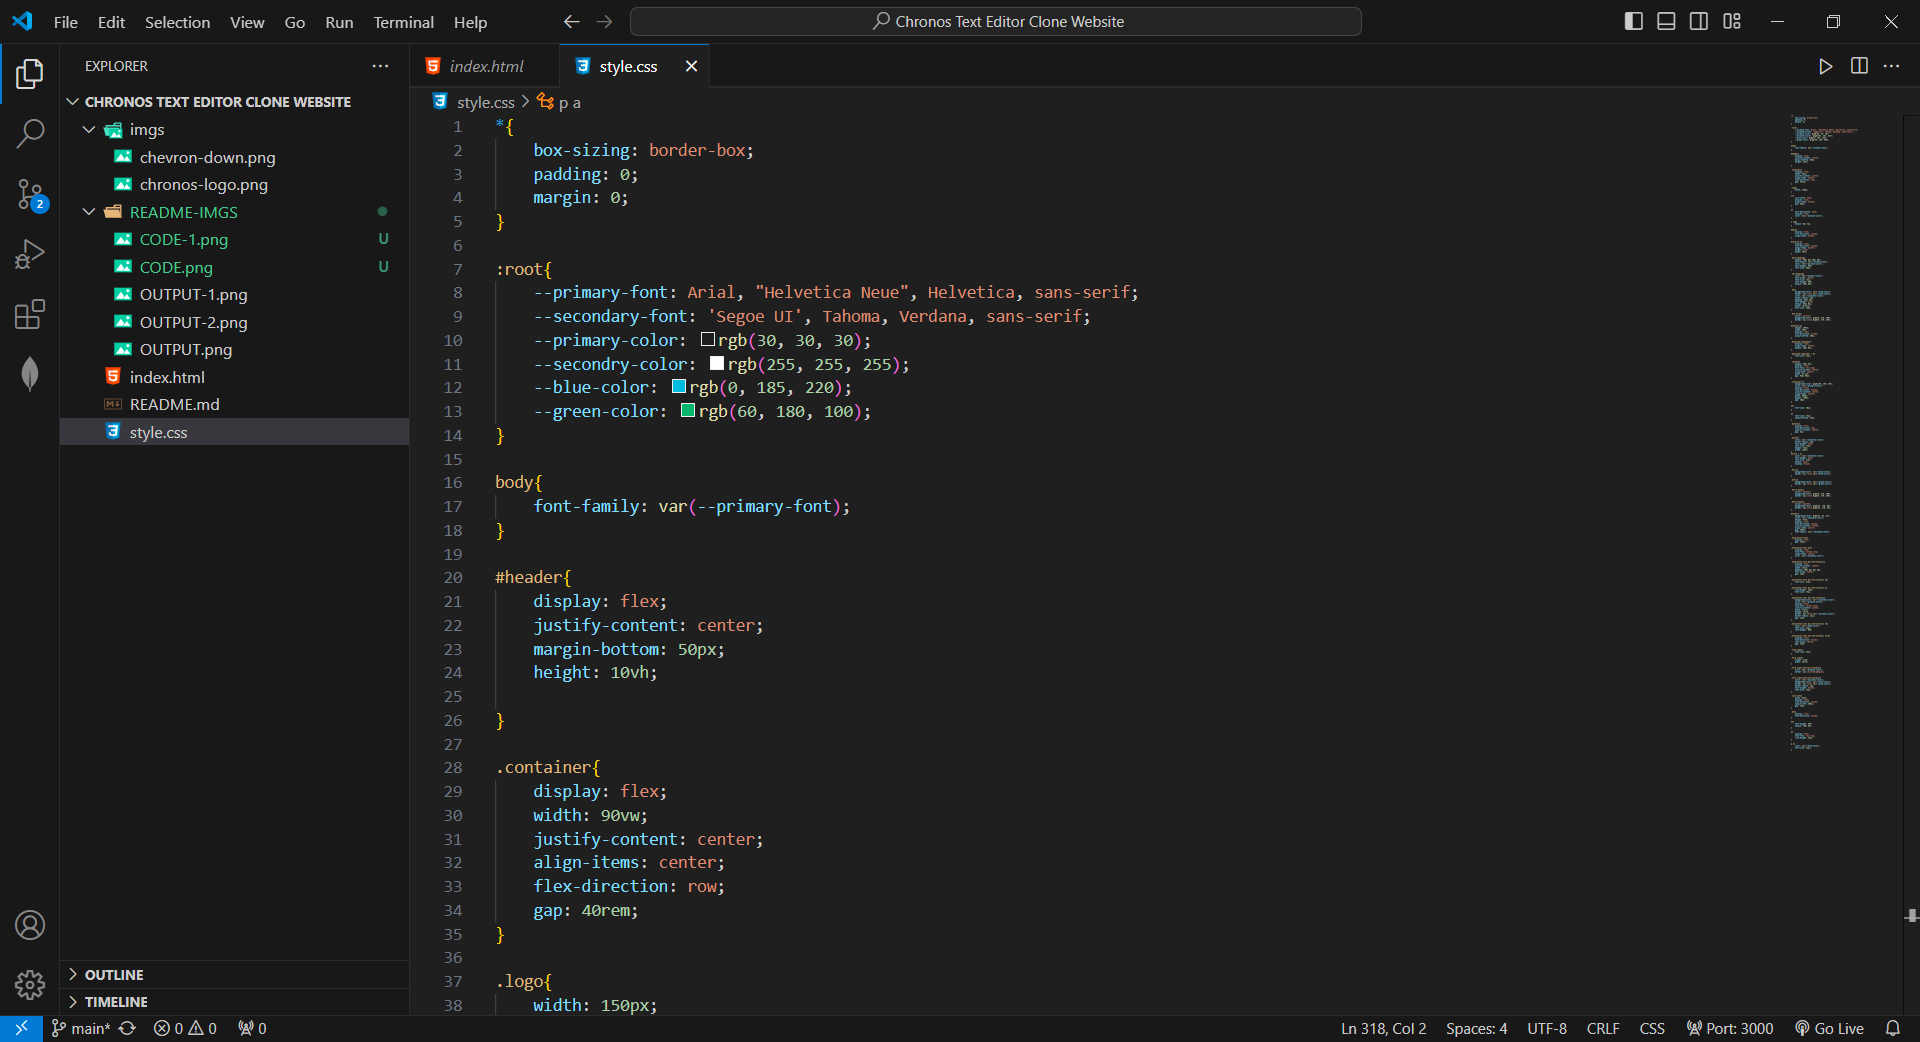 File Edit Selection View Go Run Terminal Help
Chronos Text Editor Clone Website
EXPLORER
CHRONOS TEXT EDITOR CLONE WEBSITE
imgs
chevron-down.png
chronos-logo.png
README-IMGS
CODE-1.png U
CODE.png U
OUTPUT-1.png
OUTPUT-2.png
OUTPUT.png
index.html
README.md
style.css
OUTLINE
TIMELINE
2
index.html style.css
style.css > p a
1 *{
2 box-sizing: border-box;
3 padding: 0;
4 margin: 0;
5 }
6
7 :root{
8 --primary-font: Arial, "Helvetica Neue", Helvetica, sans-serif;
9 --secondary-font: 'Segoe UI', Tahoma, Verdana, sans-serif;
10 --primary-color: rgb(30, 30, 30);
11 --secondry-color: rgb(255, 255, 255);
12 --blue-color: rgb(0, 185, 220);
13 --green-color: rgb(60, 180, 100);
14 }
15
16 body{
17 font-family: var(--primary-font);
18 }
19
20 #header{
21 display: flex;
22 justify-content: center;
23 margin-bottom: 50px;
24 height: 10vh;
25
26 }
27
28 .container{
29 display: flex;
30 width: 90vw;
31 justify-content: center;
32 align-items: center;
33 flex-direction: row;
34 gap: 40rem;
35 }
36
37 .logo{
38 width: 150px;
main* 0 0 0 Ln 318, Col 2 Spaces: 4 UTF-8 CRLF CSS Port: 3000 Go Live